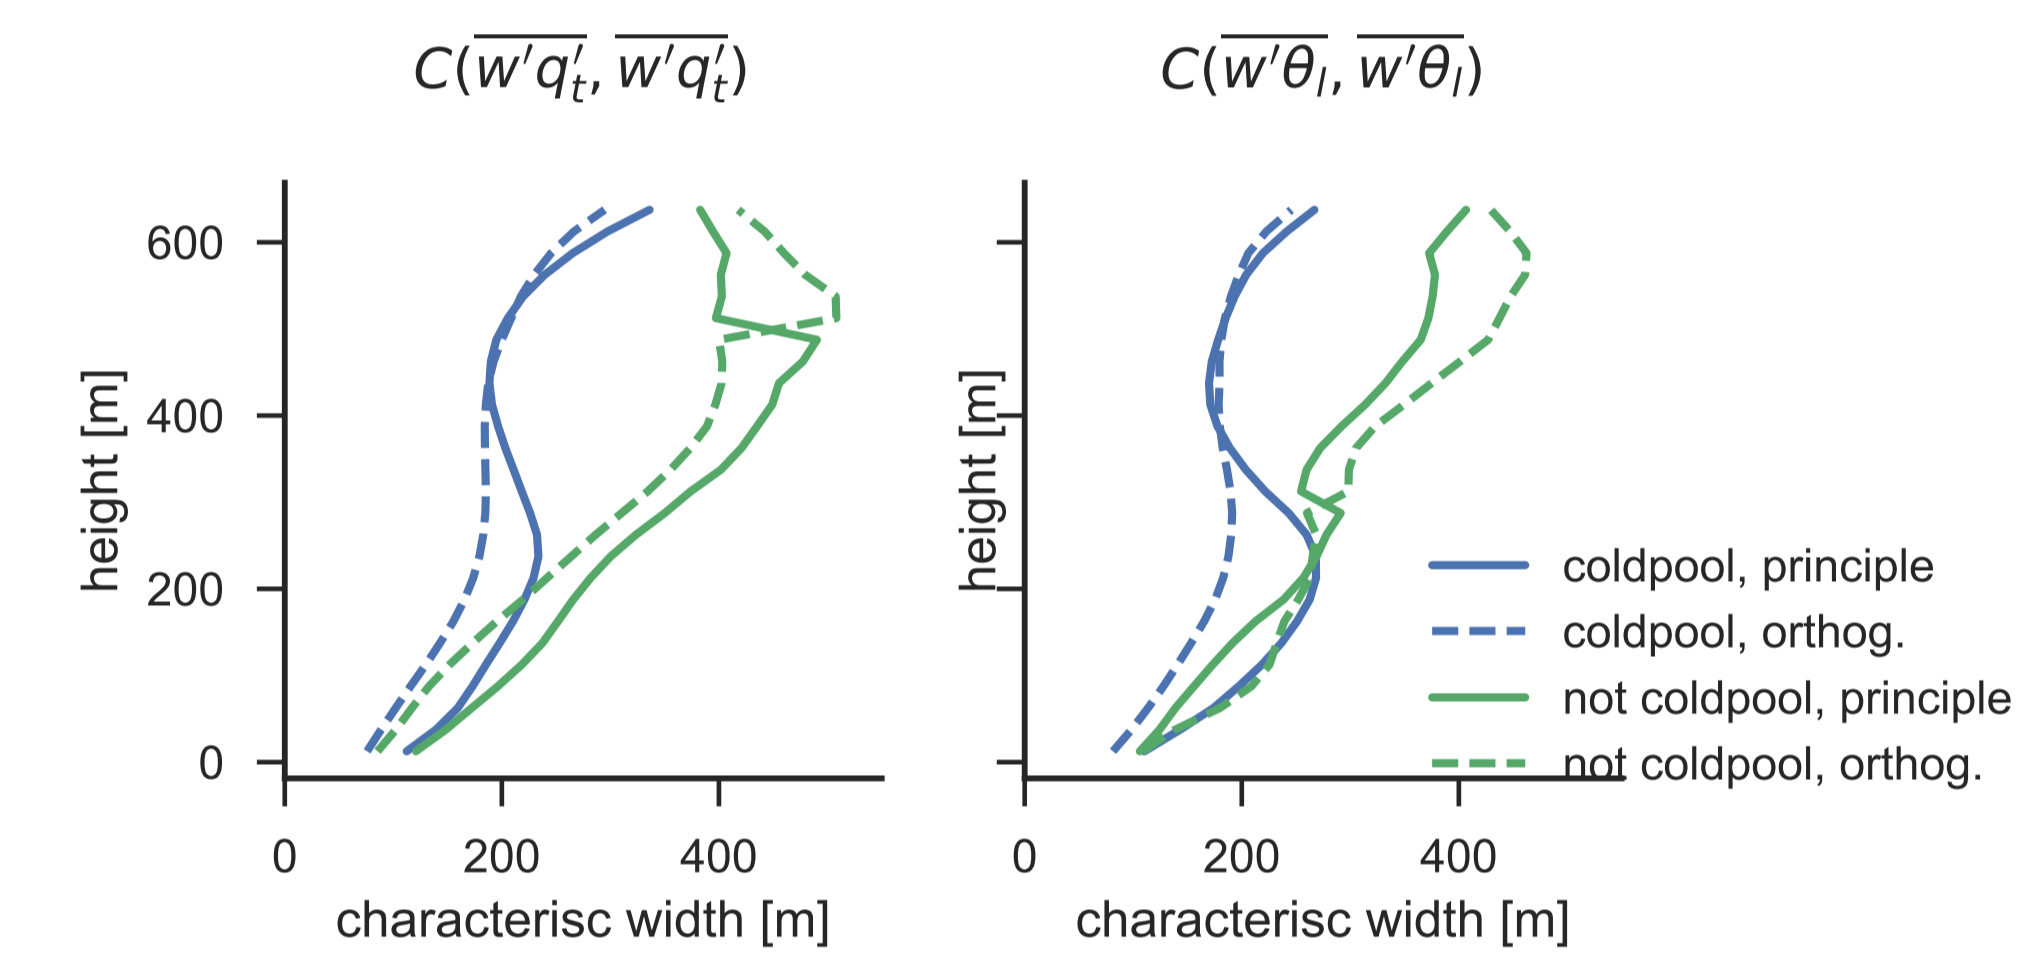 C(w′q′t, w′q′t)
C(w′θl, w′θl)
height [m]
600
400
200
0
0
200
400
characterisc width [m]
height [m]
0
200
400
characterisc width [m]
coldpool, principle
coldpool, orthog.
not coldpool, principle
not coldpool, orthog.